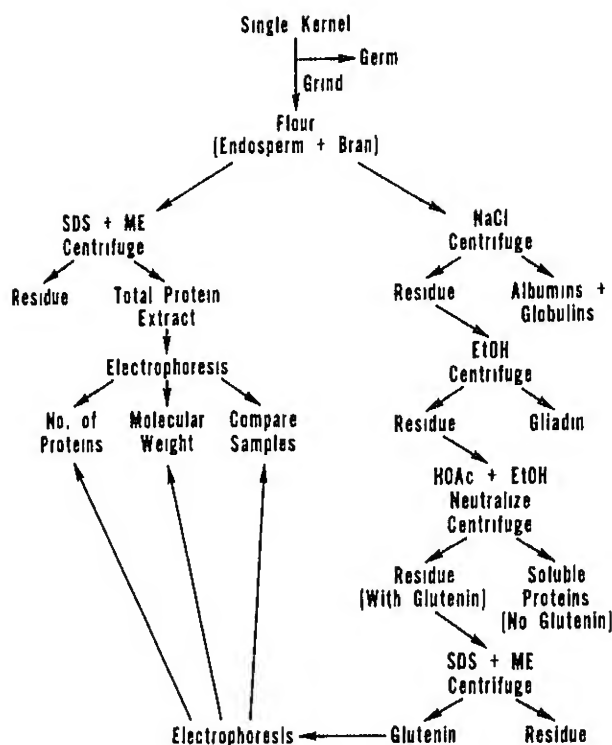 Single Kernel
Germ
Grind
Flour
(Endosperm + Bran)
SDS + ME
Centrifuge
NaCl
Centrifuge
Residue
Total Protein
Extract
Residue
Albumins +
Globulins
Electrophoresis
EtOH
Centrifuge
No. of
Proteins
Molecular
Weight
Compare
Samples
Residue
Gliadin
HOAc + EtOH
Neutralize
Centrifuge
Residue
(With Glutenin)
Soluble
Proteins
(No Glutenin)
SDS + ME
Centrifuge
Electrophoresis
Glutenin
Residue